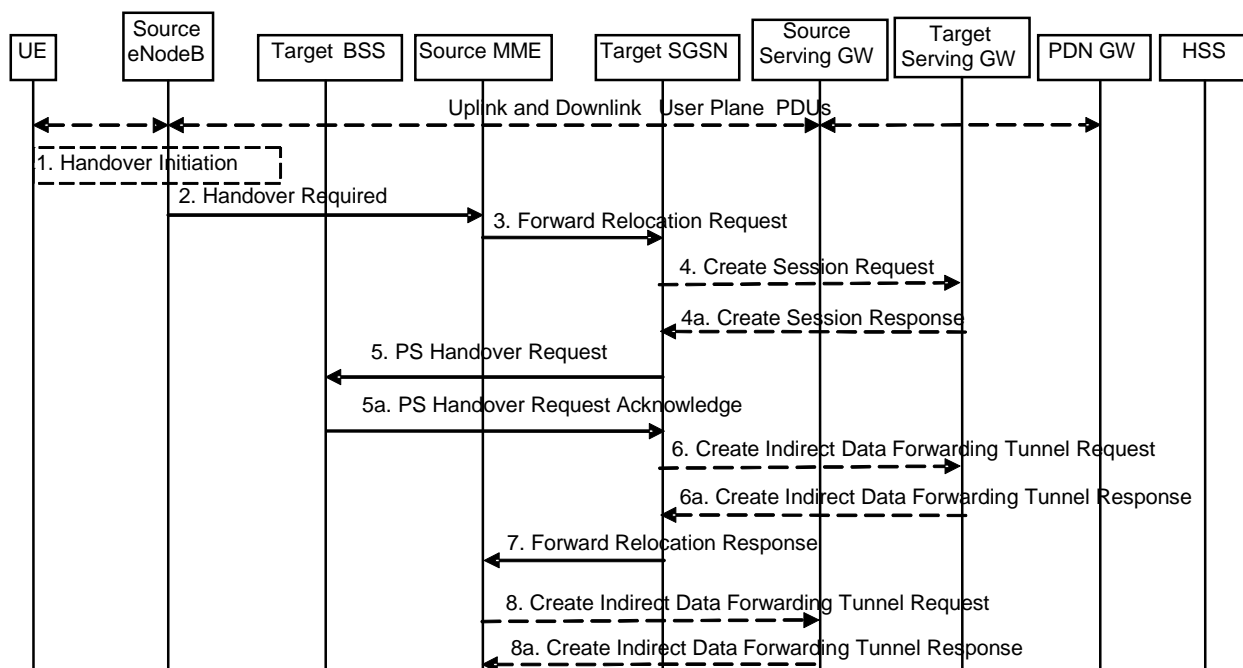 UE
Source
eNodeB
Target BSS
Source MME
Target SGSN
Source
Serving GW
Target
Serving GW
PDN GW
HSS
Uplink and Downlink User Plane PDUs
1. Handover Initiation
2. Handover Required
3. Forward Relocation Request
4. Create Session Request
4a. Create Session Response
5. PS Handover Request
5a. PS Handover Request Acknowledge
6. Create Indirect Data Forwarding Tunnel Request
6a. Create Indirect Data Forwarding Tunnel Response
7. Forward Relocation Response
8. Create Indirect Data Forwarding Tunnel Request
8a. Create Indirect Data Forwarding Tunnel Response